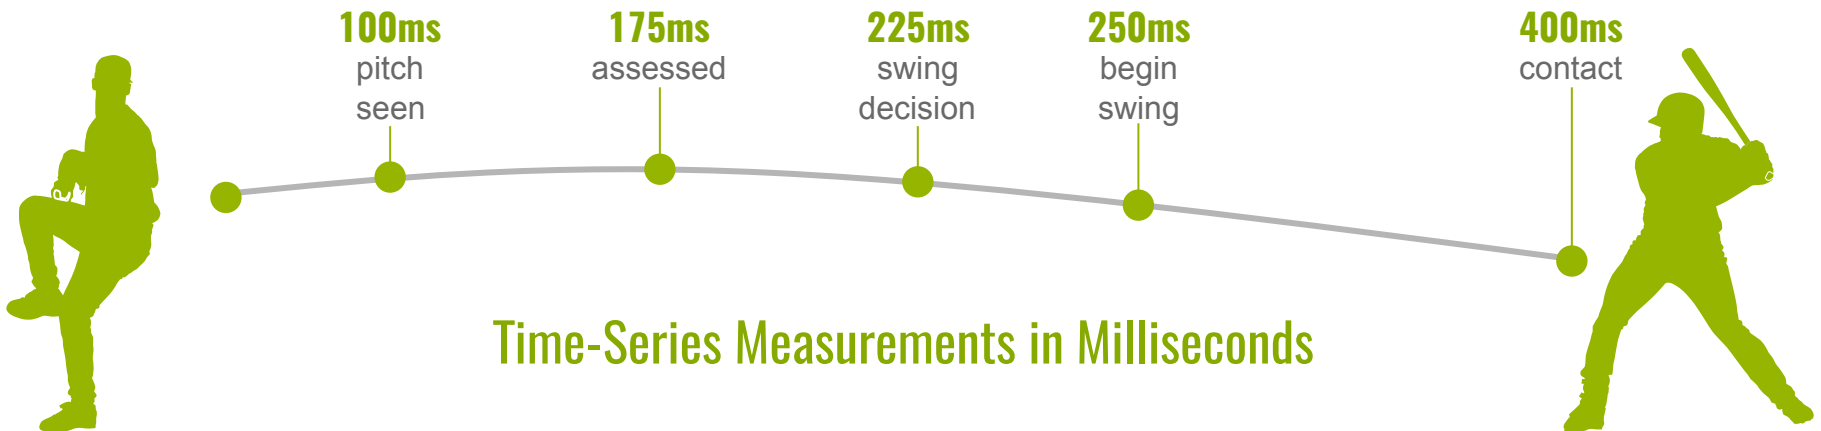 100ms
pitch
seen
175ms
assessed
225ms
swing
decision
250ms
begin
swing
400ms
contact
Time-Series Measurements in Milliseconds